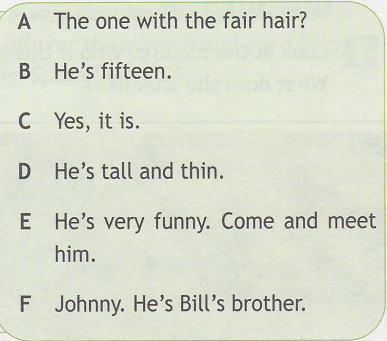 A The one with the fair hair?
B He's fifteen.
C Yes, it is.
D He's tall and thin.
E He's very funny. Come and meet
him.
F Johnny. He's Bill's brother.